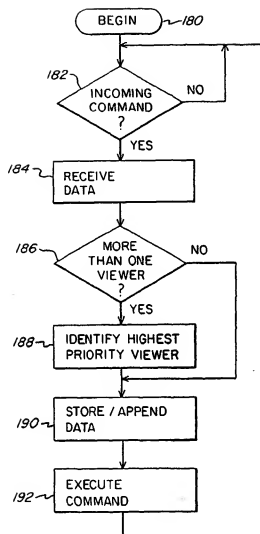 BEGIN
180
182
INCOMING
COMMAND
?
NO
YES
184
RECEIVE
DATA
186
MORE
THAN ONE
VIEWER
?
NO
YES
188
IDENTIFY HIGHEST
PRIORITY VIEWER
190
STORE / APPEND
DATA
192
EXECUTE
COMMAND